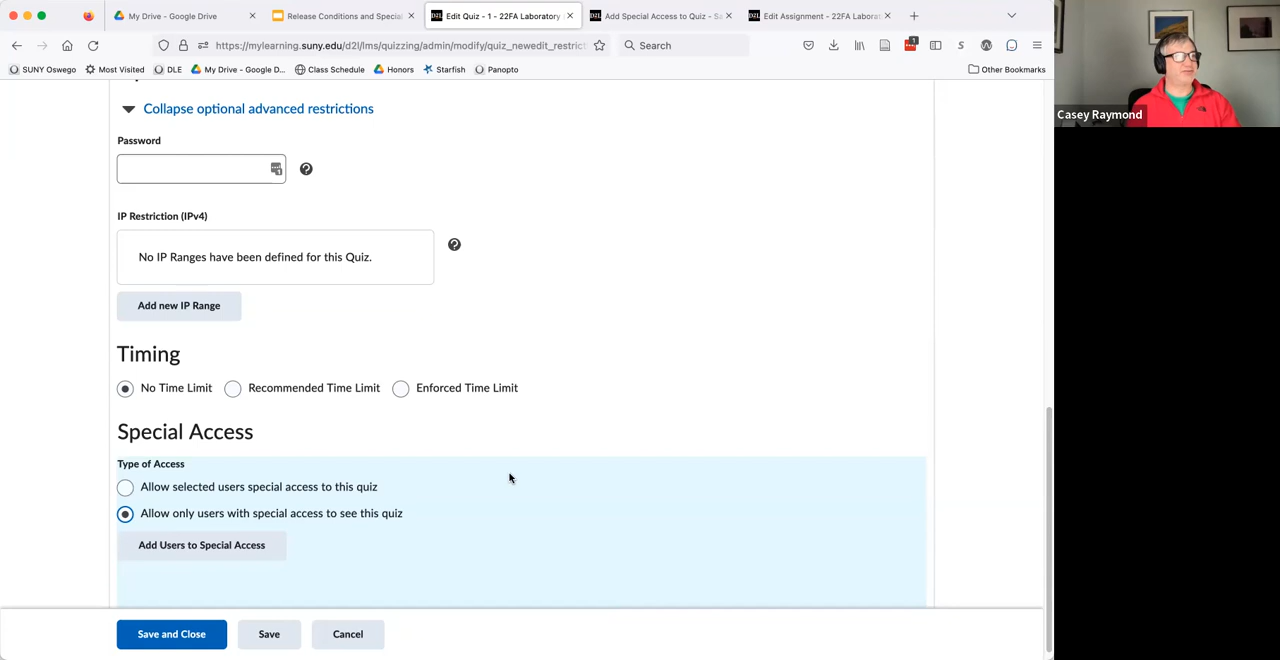 My Drive - Google Drive
Release Conditions and Special
D2L Edit Quiz - 1 - 22FA Laboratory
D2L Add Special Access to Quiz - Sa
D2L Edit Assignment - 22FA Laborat
https://mylearning.suny.edu/d2l/lms/quizzing/admin/modify/quiz_newedit_restrict
Search
1
S
SUNY Oswego
Most Visited
DLE
My Drive - Google D...
Class Schedule
Honors
Starfish
Panopto
Other Bookmarks
Casey Raymond
Collapse optional advanced restrictions
Password
IP Restriction (IPv4)
No IP Ranges have been defined for this Quiz.
Add new IP Range
Timing
No Time Limit
Recommended Time Limit
Enforced Time Limit
Special Access
Type of Access
Allow selected users special access to this quiz
Allow only users with special access to see this quiz
Add Users to Special Access
Save and Close
Save
Cancel